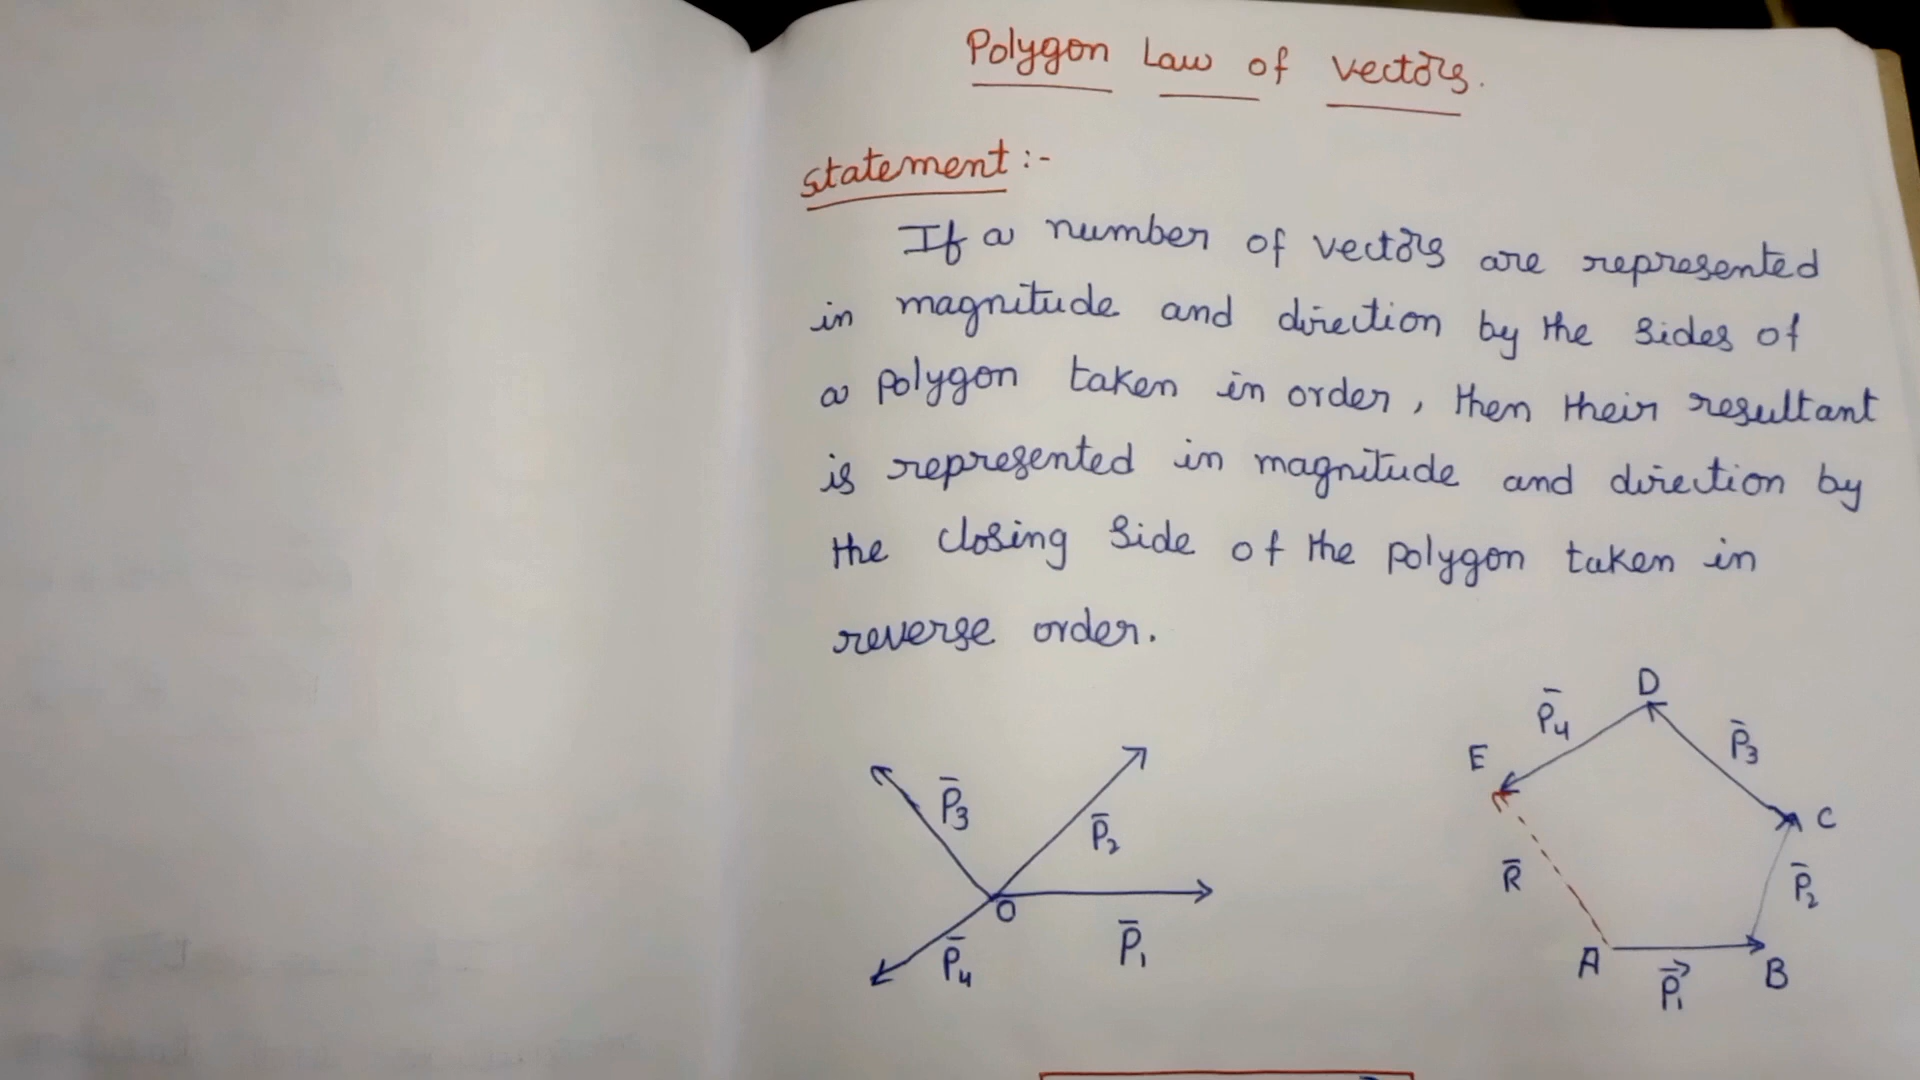 Polygon Law of vectors.
Statement :-
If a number of vectors are represented
in magnitude and direction by the sides of
a polygon taken in order, then their resultant
is represented in magnitude and direction by
the closing side of the polygon taken in
reverse order.
P̄₃
P̄₂
O
P̄₄
P̄₁
D
P̄₄
P̄₃
E
C
R̄
P̄₂
A
B
P̄⃗₁